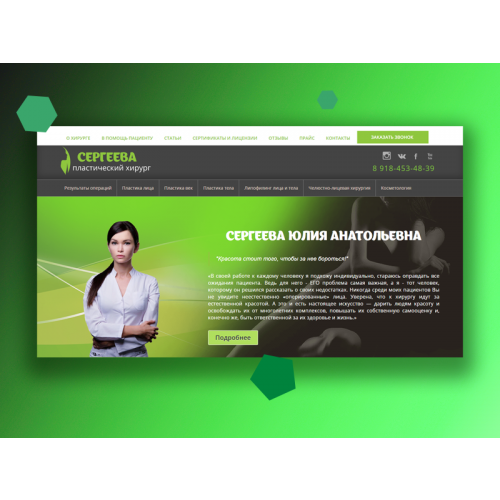 О ХИРУРГЕ В ПОМОЩЬ ПАЦИЕНТУ СТАТЬИ СЕРТИФИКАТЫ И ЛИЦЕНЗИИ ОТЗЫВЫ ПРАЙС КОНТАКТЫ ЗАКАЗАТЬ ЗВОНОК
СЕРГЕЕВА
пластический хирург
8 918-453-48-39
Результаты операций Пластика лица Пластика век Пластика тела Липофилинг лица и тела Челюстно-лицевая хирургия Косметология
СЕРГЕЕВА ЮЛИЯ АНАТОЛЬЕВНА
"Красота стоит того, чтобы за нее бороться!"
«В своей работе к каждому человеку я подхожу индивидуально, стараюсь оправдать все
ожидания пациента. Ведь для него - ЕГО проблема самая важная, а я - тот человек,
которому он решился рассказать о своих недостатках. Никогда среди моих пациентов Вы
не увидите неестественно «оперированные» лица. Уверена, что к хирургу идут за
естественной красотой. А это и есть настоящее искусство — дарить людям красоту и
освобождать их от многолетних комплексов, повышать их собственную самооценку и,
конечно же, быть ответственной за их здоровье и жизнь.»
Подробнее